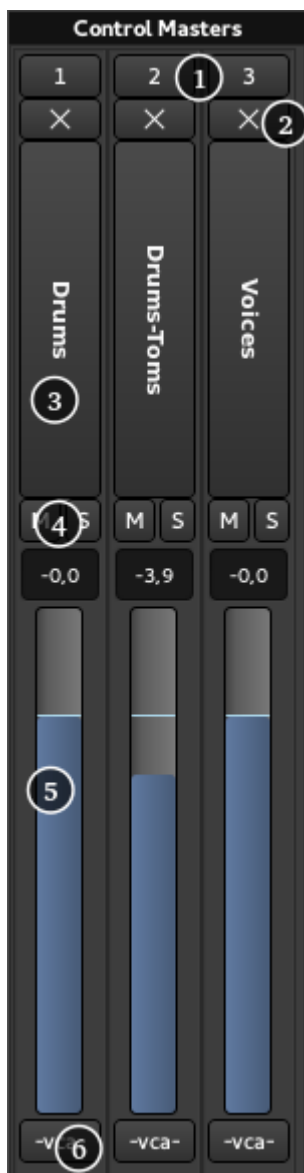 Control Masters
1 2 1 3
X X X 2
Drums
Drums-Toms
Voices
3
M 4 S M S M S
-0,0 -3,9 -0,0
5
-vca- 6 -vca- -vca-